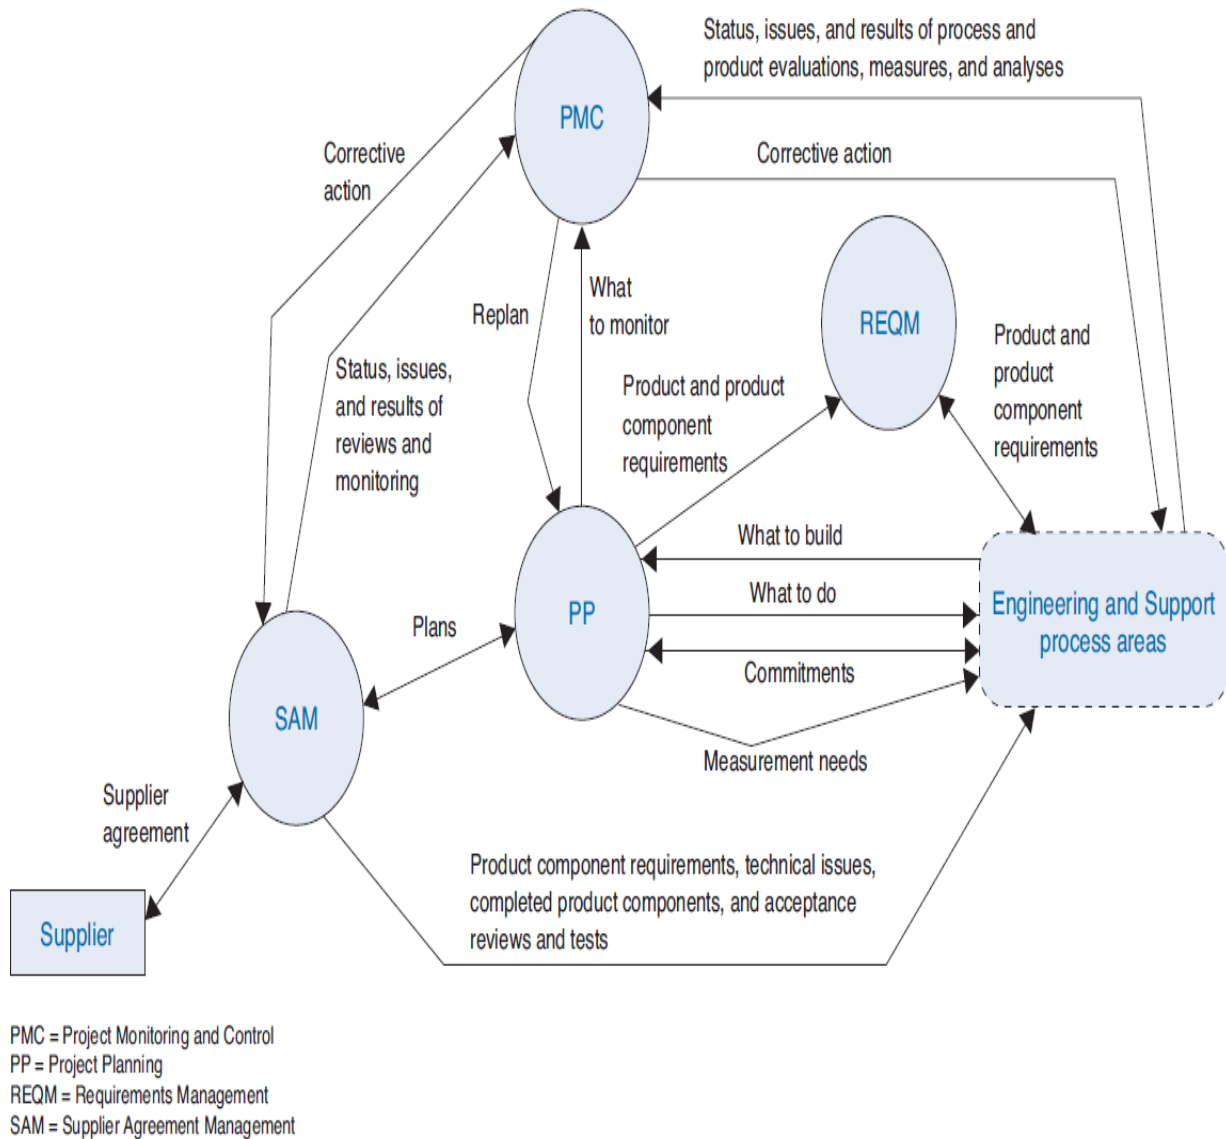 Status, issues, and results of process and
product evaluations, measures, and analyses
PMC
Corrective
action
Corrective action
What
to monitor
Replan
REQM
Product and
product
component
requirements
Status, issues,
and results of
reviews and
monitoring
Product and product
component
requirements
What to build
What to do
Engineering and Support
process areas
PP
Plans
Commitments
SAM
Measurement needs
Supplier
agreement
Product component requirements, technical issues,
completed product components, and acceptance
reviews and tests
Supplier
PMC = Project Monitoring and Control
PP = Project Planning
REQM = Requirements Management
SAM = Supplier Agreement Management